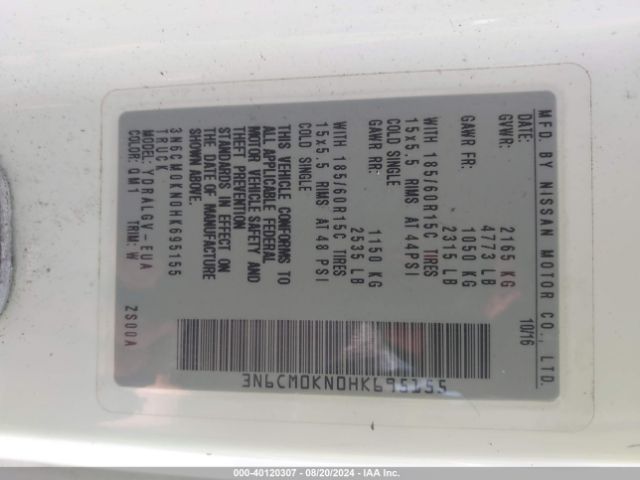 MFD. BY NISSAN MOTOR CO., LTD.
DATE: 10/16
GVWR: 2165 KG
4773 LB
GAWR FR: 1050 KG
2315 LB
WITH 185/60R15C TIRES
15x5.5 RIMS AT 44PSI
COLD SINGLE
GAWR RR: 1150 KG
2535 LB
WITH 185/60R15C TIRES
15x5.5 RIMS AT 48 PSI
COLD SINGLE
THIS VEHICLE CONFORMS TO
ALL APPLICABLE FEDERAL
MOTOR VEHICLE SAFETY AND
THEFT PREVENTION
STANDARDS IN EFFECT ON
THE DATE OF MANUFACTURE
SHOWN ABOVE.
3N6CM0KN0HK695155
TRUCK
MODEL: YDRALGV-EUA
COLOR: QM1 TRIM: W
ZS00A
3N6CM0KN0HK695155
000-40120307 - 08/20/2024 - IAA Inc.